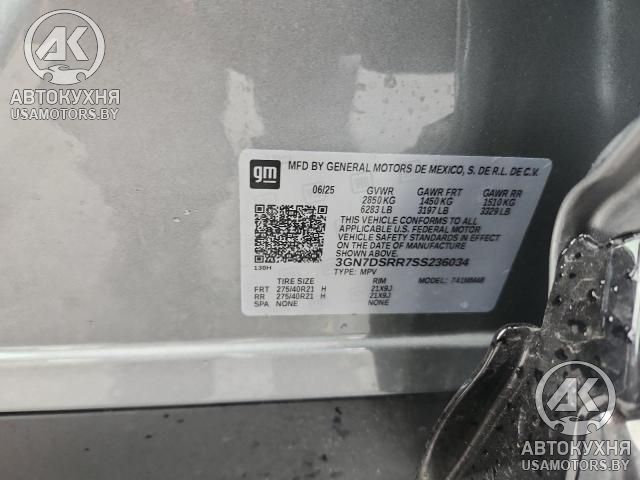 AK
АВТОКУХНЯ
USAMOTORS.BY
gm
MFD BY GENERAL MOTORS DE MEXICO, S. DE R.L. DE C.V.
06/25 GVWR GAWR FRT GAWR RR
2850 KG 1450 KG 1510 KG
6283 LB 3197 LB 3329 LB
THIS VEHICLE CONFORMS TO ALL
APPLICABLE U.S. FEDERAL MOTOR
VEHICLE SAFETY STANDARDS IN EFFECT
ON THE DATE OF MANUFACTURE
SHOWN ABOVE.
3GN7DSRR7SS236034
130H TYPE: MPV MODEL:
TIRE SIZE RIM
FRT 275/40R21 H 21X9J
RR 275/40R21 H 21X9J
SPA NONE NONE
AK
АВТОКУХНЯ
USAMOTORS.BY